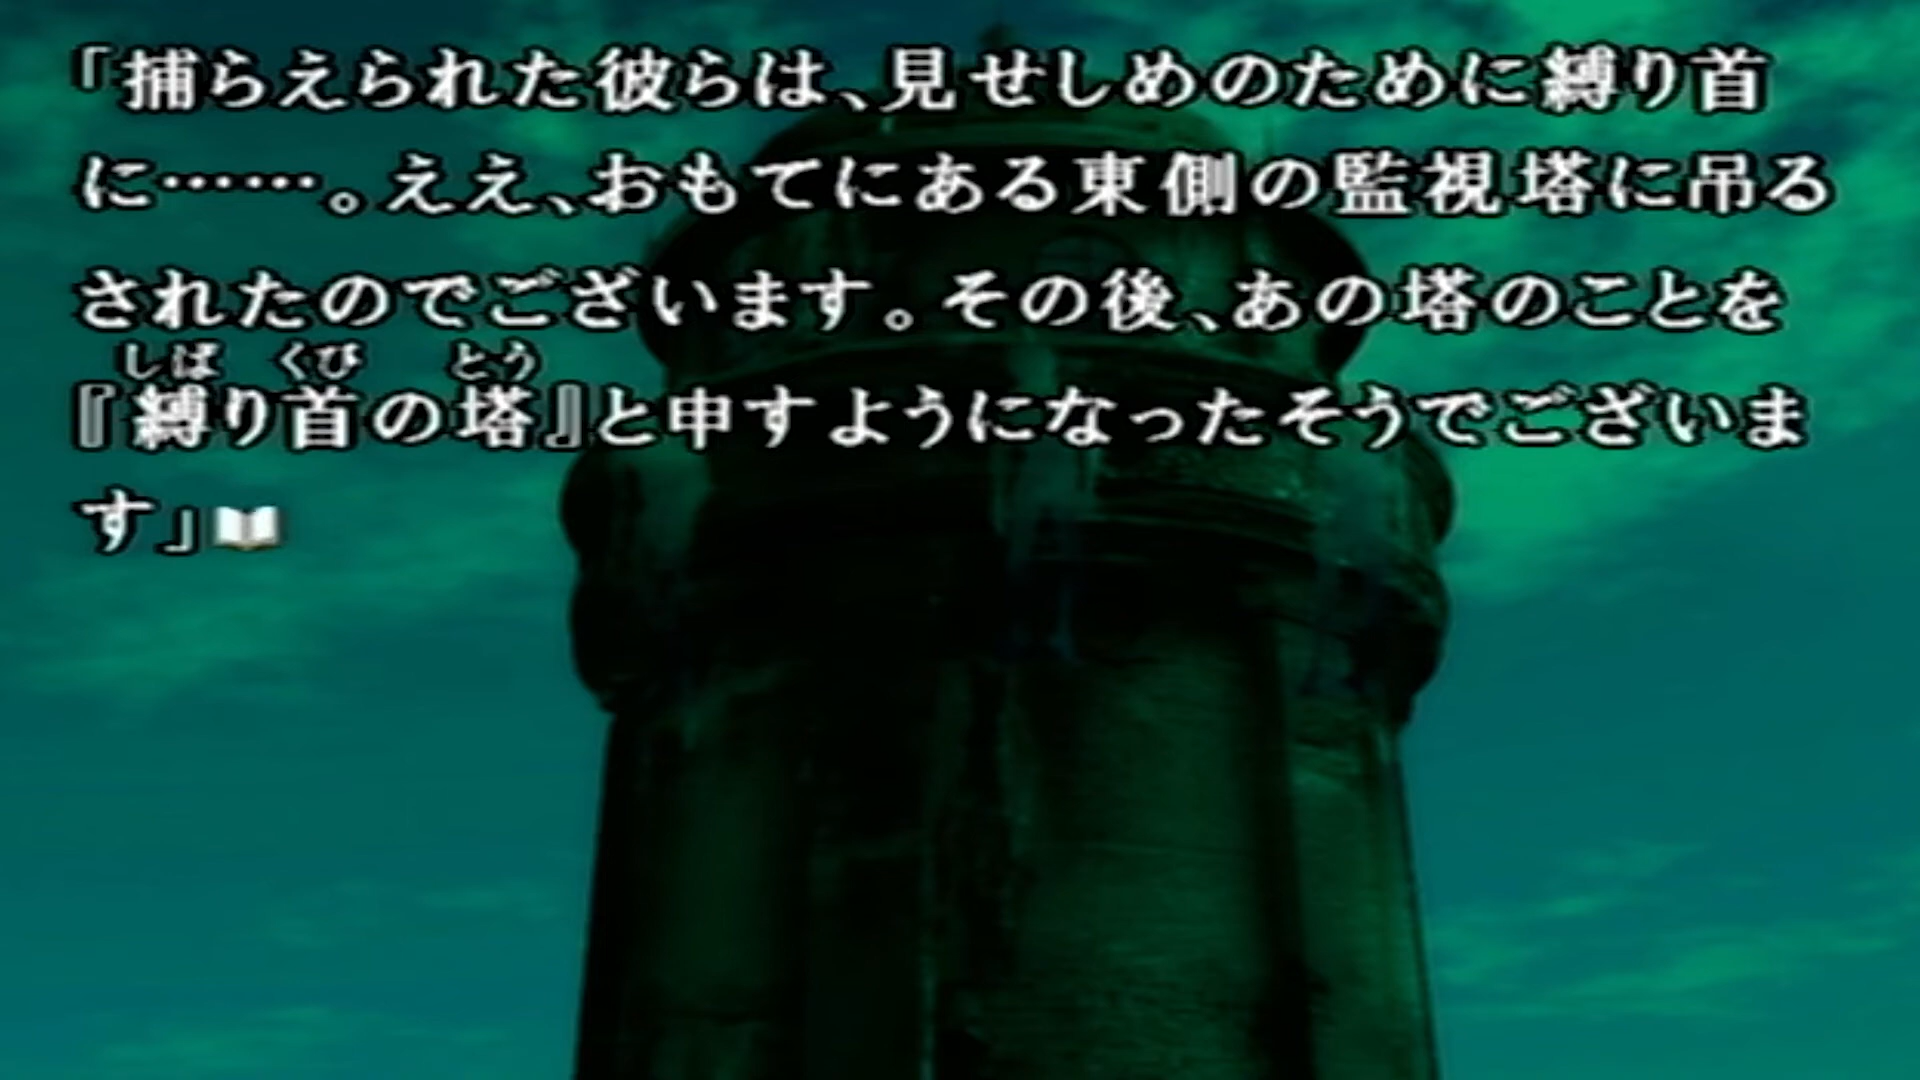 「捕らえられた彼らは、見せしめのために縛り首
に……。ええ、おもてにある東側の監視塔に吊る
されたのでございます。その後、あの塔のことを
しば くび とう
『縛り首の塔』と申すようになったそうでございま
す」